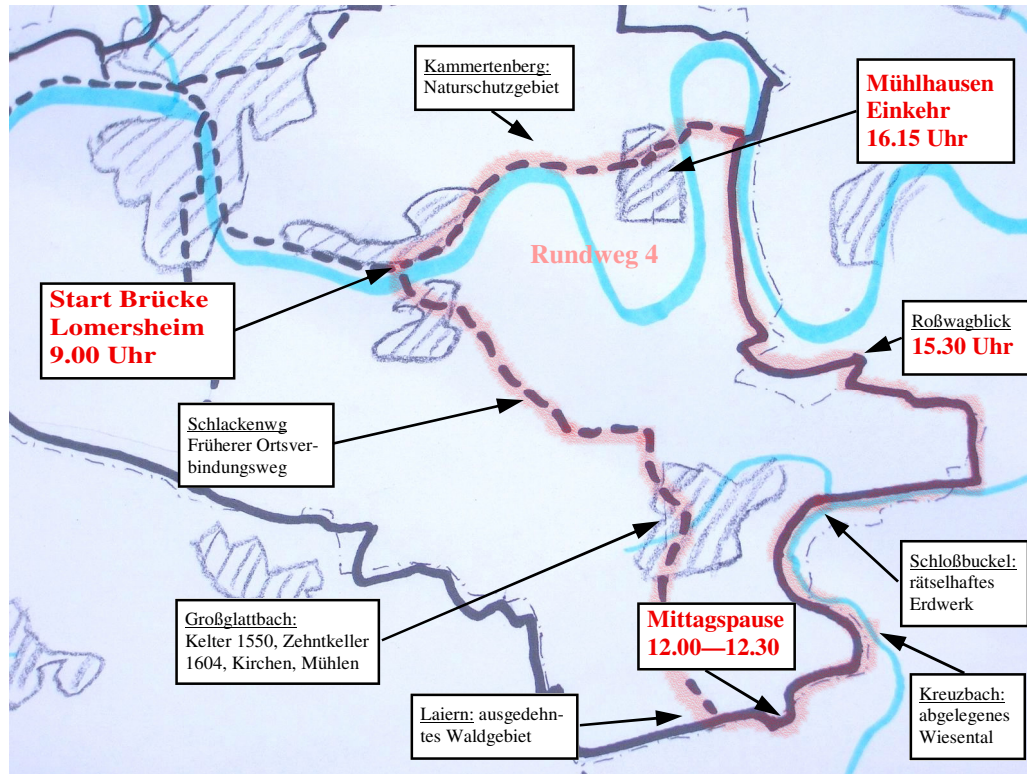 Kammertenberg:
Naturschutzgebiet
Mühlhausen
Einkehr
16.15 Uhr
Rundweg 4
Start Brücke
Lomersheim
9.00 Uhr
Roßwagblick
15.30 Uhr
Schlackenwg
Früherer Ortsver-
bindungsweg
Schloßbuckel:
rätselhaftes
Erdwerk
Großglattbach:
Kelter 1550, Zehntkeller
1604, Kirchen, Mühlen
Mittagspause
12.00—12.30
Laiern: ausgedehn-
tes Waldgebiet
Kreuzbach:
abgelegenes
Wiesental